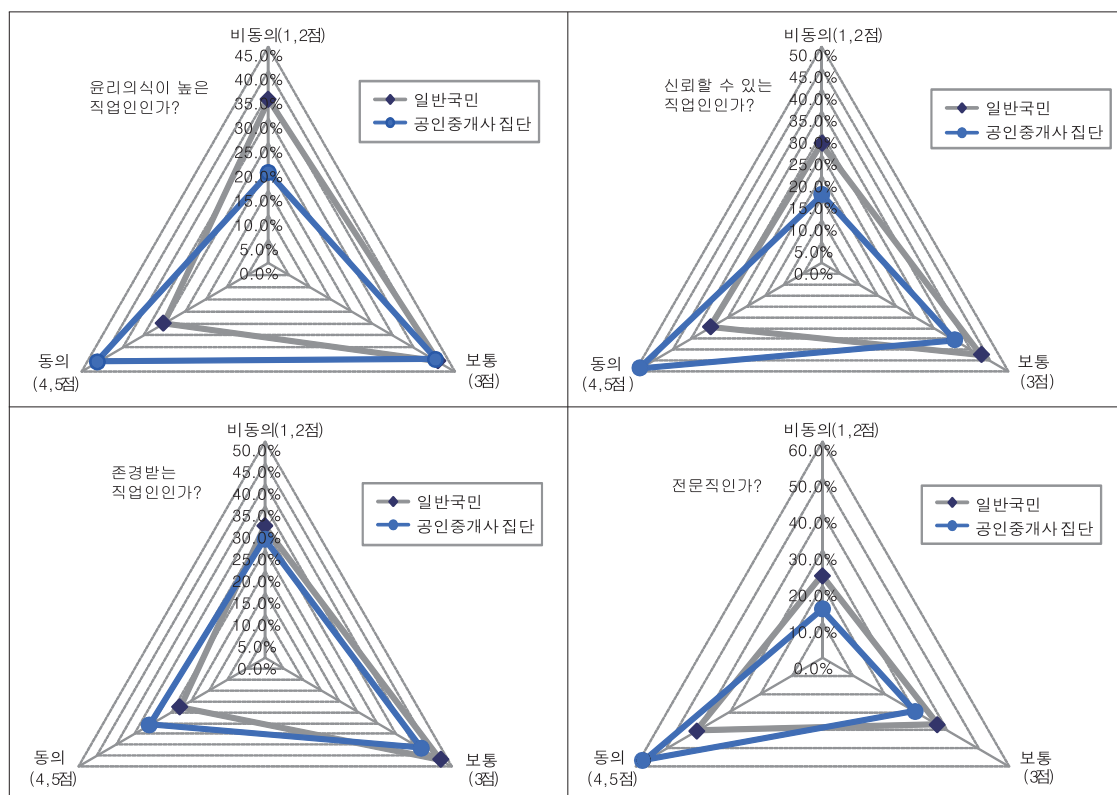 비동의(1,2점)
45.0%
40.0%
35.0%
30.0%
25.0%
20.0%
15.0%
10.0%
5.0%
0.0%
윤리의식이 높은
직업인인가?
일반국민
공인중개사 집단
동의
(4,5점)
보통
(3점)
비동의(1,2점)
50.0%
45.0%
40.0%
35.0%
30.0%
25.0%
20.0%
15.0%
10.0%
5.0%
0.0%
신뢰할 수 있는
직업인인가?
일반국민
공인중개사 집단
동의
(4,5점)
보통
(3점)
비동의(1,2점)
50.0%
45.0%
40.0%
35.0%
30.0%
25.0%
20.0%
15.0%
10.0%
5.0%
0.0%
존경받는
직업인인가?
일반국민
공인중개사 집단
동의
(4,5점)
보통
(3점)
비동의(1,2점)
60.0%
50.0%
40.0%
30.0%
20.0%
10.0%
0.0%
전문직인가?
일반국민
공인중개사 집단
동의
(4,5점)
보통
(3점)